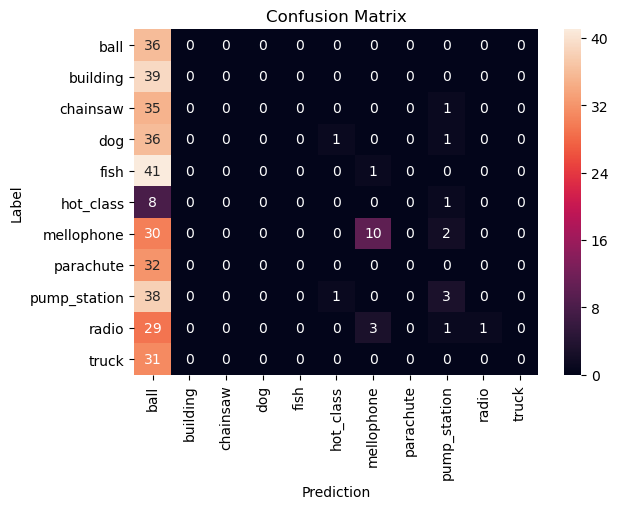 Confusion Matrix
Label
ball 36 0 0 0 0 0 0 0 0 0 0
building 39 0 0 0 0 0 0 0 0 0 0
chainsaw 35 0 0 0 0 0 0 0 1 0 0
dog 36 0 0 0 0 1 0 0 1 0 0
fish 41 0 0 0 0 0 1 0 0 0 0
hot_class 8 0 0 0 0 0 0 0 1 0 0
mellophone 30 0 0 0 0 0 10 0 2 0 0
parachute 32 0 0 0 0 0 0 0 0 0 0
pump_station 38 0 0 0 0 1 0 0 3 0 0
radio 29 0 0 0 0 0 3 0 1 1 0
truck 31 0 0 0 0 0 0 0 0 0 0
ball building chainsaw dog fish hot_class mellophone parachute pump_station radio truck
Prediction
40
32
24
16
8
0